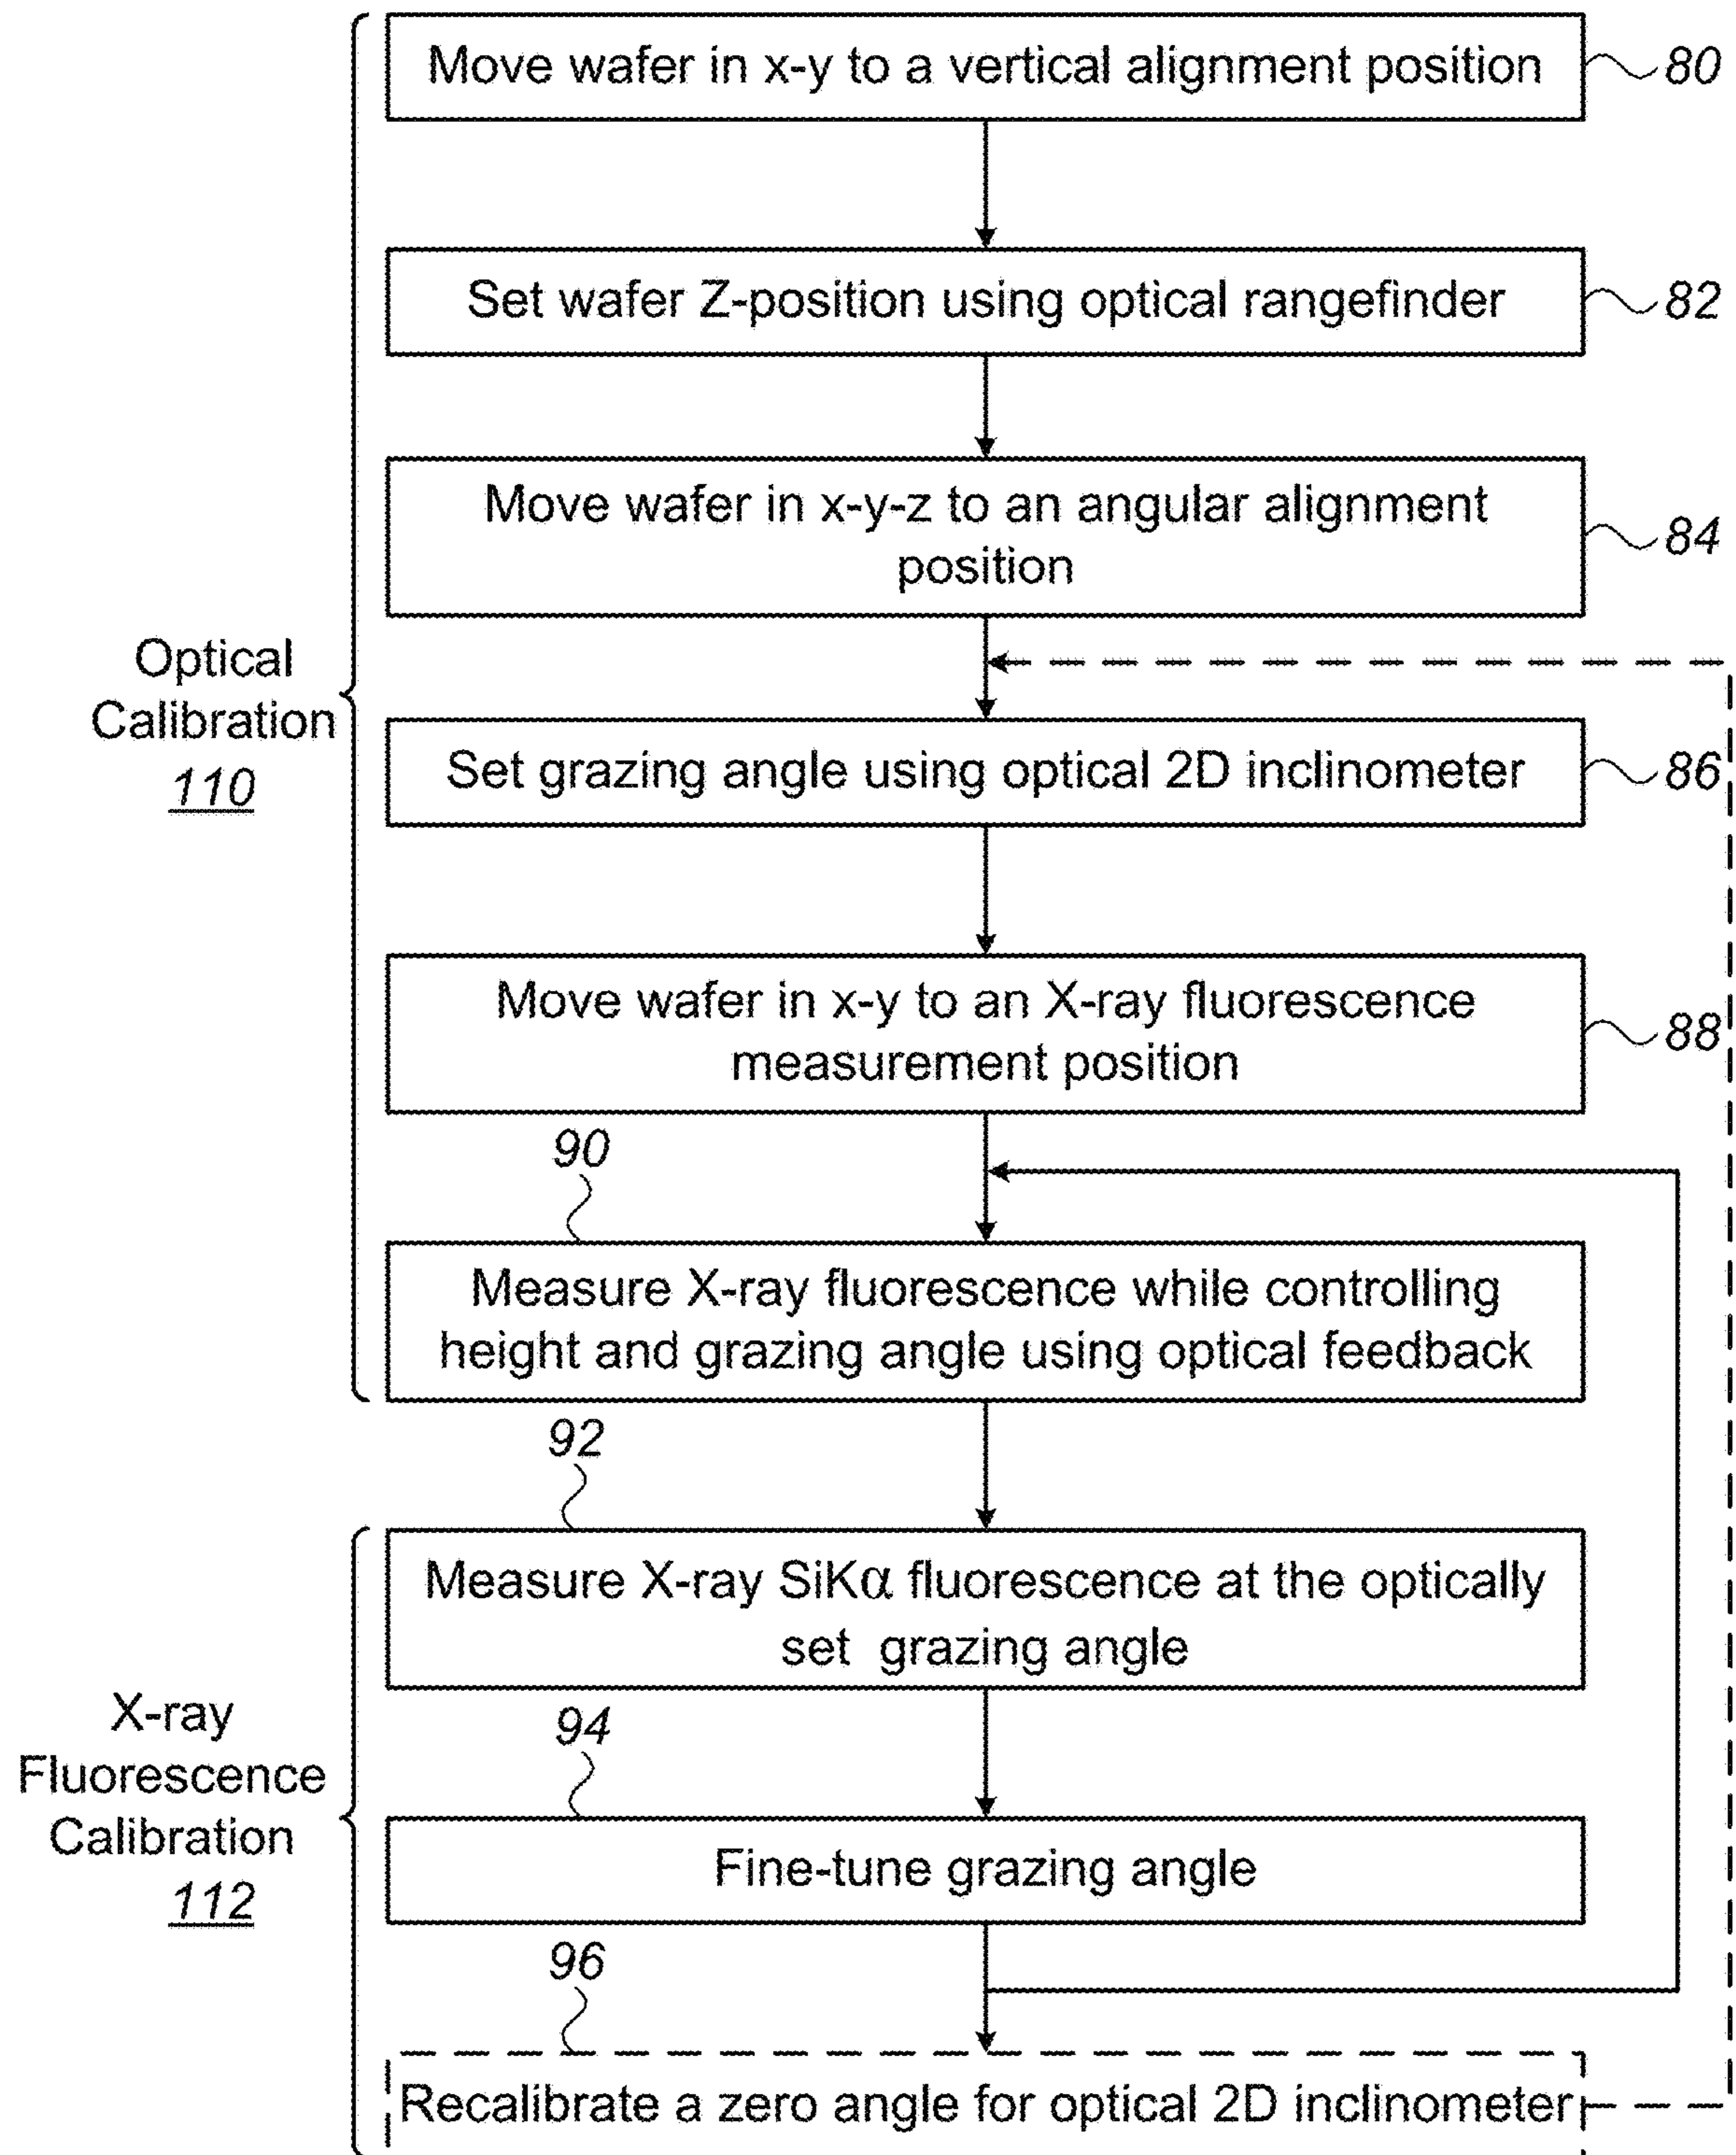 Move wafer in x-y to a vertical alignment position
80
Set wafer Z-position using optical rangefinder
82
Move wafer in x-y-z to an angular alignment
position
84
Optical
Calibration
110
Set grazing angle using optical 2D inclinometer
86
Move wafer in x-y to an X-ray fluorescence
measurement position
88
90
Measure X-ray fluorescence while controlling
height and grazing angle using optical feedback
92
Measure X-ray SiKα fluorescence at the optically
set grazing angle
X-ray
Fluorescence
Calibration
112
94
Fine-tune grazing angle
96
Recalibrate a zero angle for optical 2D inclinometer